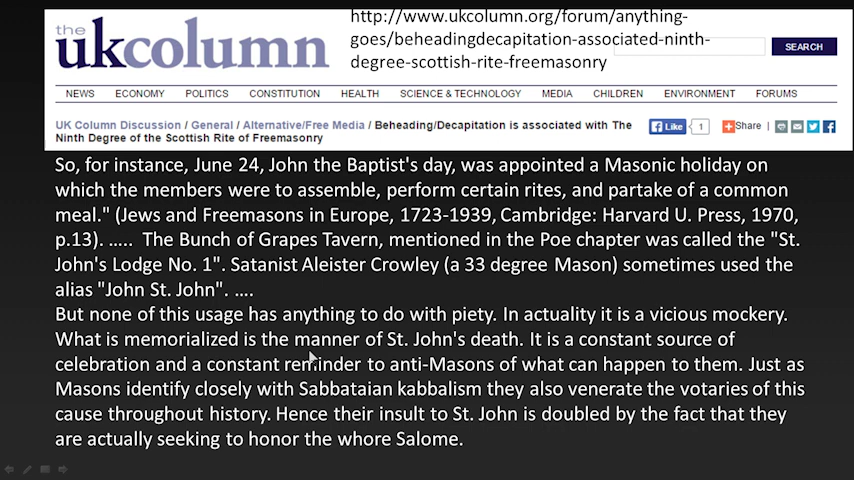 http://www.ukcolumn.org/forum/anything-
goes/beheadingdecapitation-associated-ninth-
degree-scottish-rite-freemasonry
the
ukcolumn
SEARCH
NEWS ECONOMY POLITICS CONSTITUTION HEALTH SCIENCE & TECHNOLOGY MEDIA CHILDREN ENVIRONMENT FORUMS
UK Column Discussion / General / Alternative/Free Media / Beheading/Decapitation is associated with The
Ninth Degree of the Scottish Rite of Freemasonry
Like 1 Share
So, for instance, June 24, John the Baptist's day, was appointed a Masonic holiday on
which the members were to assemble, perform certain rites, and partake of a common
meal." (Jews and Freemasons in Europe, 1723-1939, Cambridge: Harvard U. Press, 1970,
p.13). ..... The Bunch of Grapes Tavern, mentioned in the Poe chapter was called the "St.
John's Lodge No. 1". Satanist Aleister Crowley (a 33 degree Mason) sometimes used the
alias "John St. John". ....
But none of this usage has anything to do with piety. In actuality it is a vicious mockery.
What is memorialized is the manner of St. John's death. It is a constant source of
celebration and a constant reminder to anti-Masons of what can happen to them. Just as
Masons identify closely with Sabbataian kabbalism they also venerate the votaries of this
cause throughout history. Hence their insult to St. John is doubled by the fact that they
are actually seeking to honor the whore Salome.